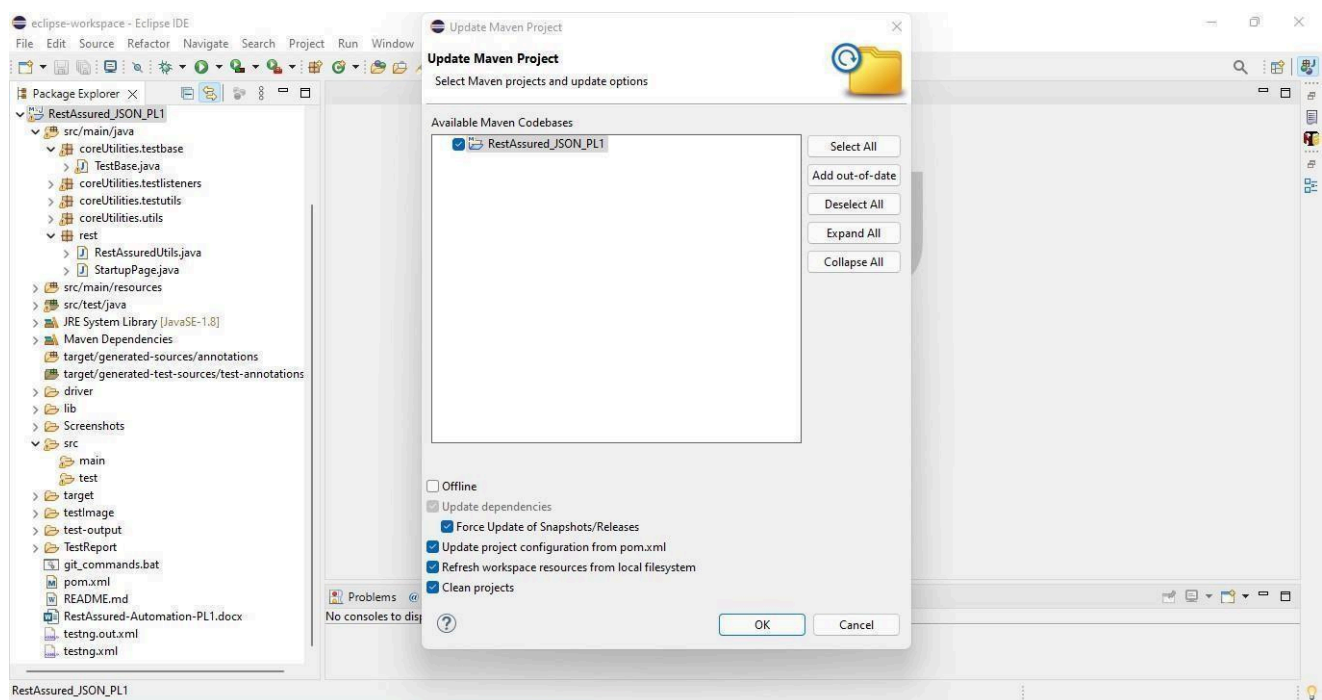 eclipse-workspace - Eclipse IDE
File Edit Source Refactor Navigate Search Project Run Window
Package Explorer
RestAssured_JSON_PL1
src/main/java
coreUtilities.testbase
TestBase.java
coreUtilities.testlisteners
coreUtilities.testutils
coreUtilities.utils
rest
RestAssuredUtils.java
StartupPage.java
src/main/resources
src/test/java
JRE System Library [JavaSE-1.8]
Maven Dependencies
target/generated-sources/annotations
target/generated-test-sources/test-annotations
driver
lib
Screenshots
src
main
test
target
testImage
test-output
TestReport
git_commands.bat
pom.xml
README.md
RestAssured-Automation-PL1.docx
testng.out.xml
testng.xml
Update Maven Project
Update Maven Project
Select Maven projects and update options
Available Maven Codebases
RestAssured_JSON_PL1
Select All
Add out-of-date
Deselect All
Expand All
Collapse All
Offline
Update dependencies
Force Update of Snapshots/Releases
Update project configuration from pom.xml
Refresh workspace resources from local filesystem
Clean projects
OK Cancel
Problems @
No consoles to
RestAssured_JSON_PL1